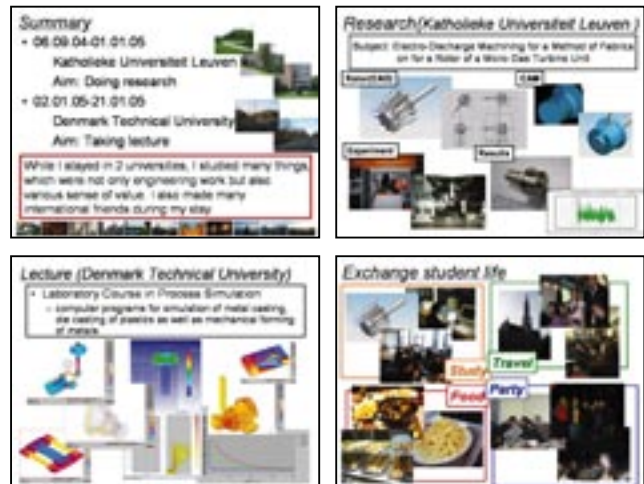 Summary
• 06.09.04-01.01.05
Katholieke Universiteit Leuven
Aim: Doing research
• 02.01.05-21.01.05
Denmark Technical University
Aim: Taking lecture
While I stayed in 2 universities, I studied many things,
which were not only engineering work but also
various sense of value. I also made many
international friends during my stay.
Research(Katholieke Universiteit Leuven )
Subject: Electro-Discharge Machining for a Method of Fabricati
on for a Rotor of a Micro Gas Turbine Unit
Rotor(CAD)
CAM
Experiment
Results
Lecture (Denmark Technical University)
• Laboratory Course in Process Simulation
computer programs for simulation of metal casting,
die casting of plastics as well as mechanical forming
of metals.
Exchange student life
Study
Travel
Food
Party